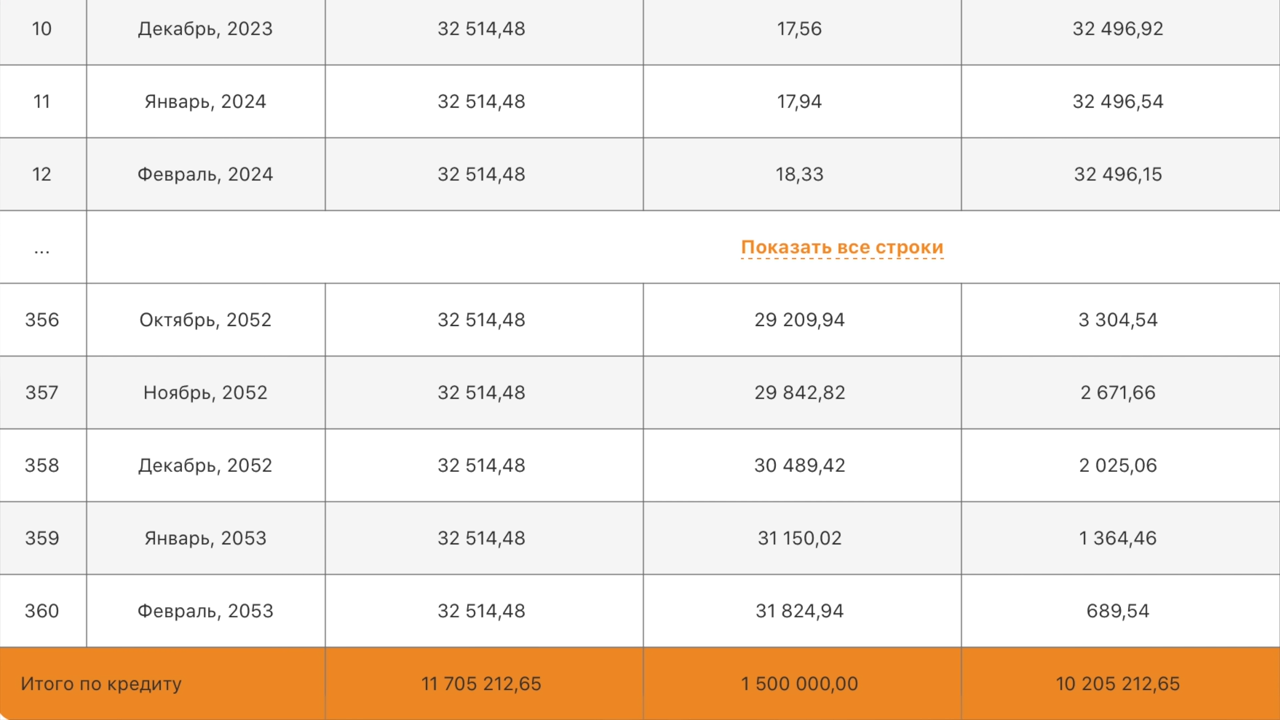 10 Декабрь, 2023 32 514,48 17,56 32 496,92
11 Январь, 2024 32 514,48 17,94 32 496,54
12 Февраль, 2024 32 514,48 18,33 32 496,15
... Показать все строки
356 Октябрь, 2052 32 514,48 29 209,94 3 304,54
357 Ноябрь, 2052 32 514,48 29 842,82 2 671,66
358 Декабрь, 2052 32 514,48 30 489,42 2 025,06
359 Январь, 2053 32 514,48 31 150,02 1 364,46
360 Февраль, 2053 32 514,48 31 824,94 689,54
Итого по кредиту 11 705 212,65 1 500 000,00 10 205 212,65